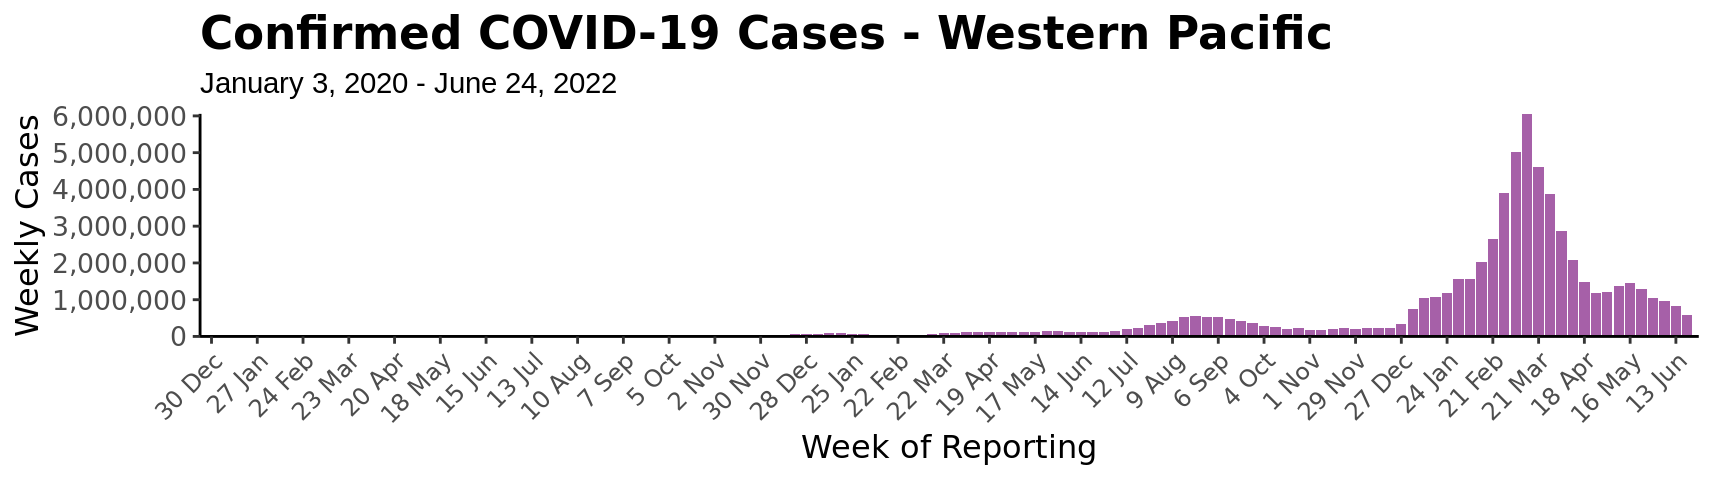 Confirmed COVID-19 Cases - Western Pacific
January 3, 2020 - June 24, 2022
Weekly Cases
6,000,000
5,000,000
4,000,000
3,000,000
2,000,000
1,000,000
0
30 Dec
27 Jan
24 Feb
23 Mar
20 Apr
18 May
15 Jun
13 Jul
10 Aug
7 Sep
5 Oct
2 Nov
30 Nov
28 Dec
25 Jan
22 Feb
22 Mar
19 Apr
17 May
14 Jun
12 Jul
9 Aug
6 Sep
4 Oct
1 Nov
29 Nov
27 Dec
24 Jan
21 Feb
21 Mar
18 Apr
16 May
13 Jun
Week of Reporting